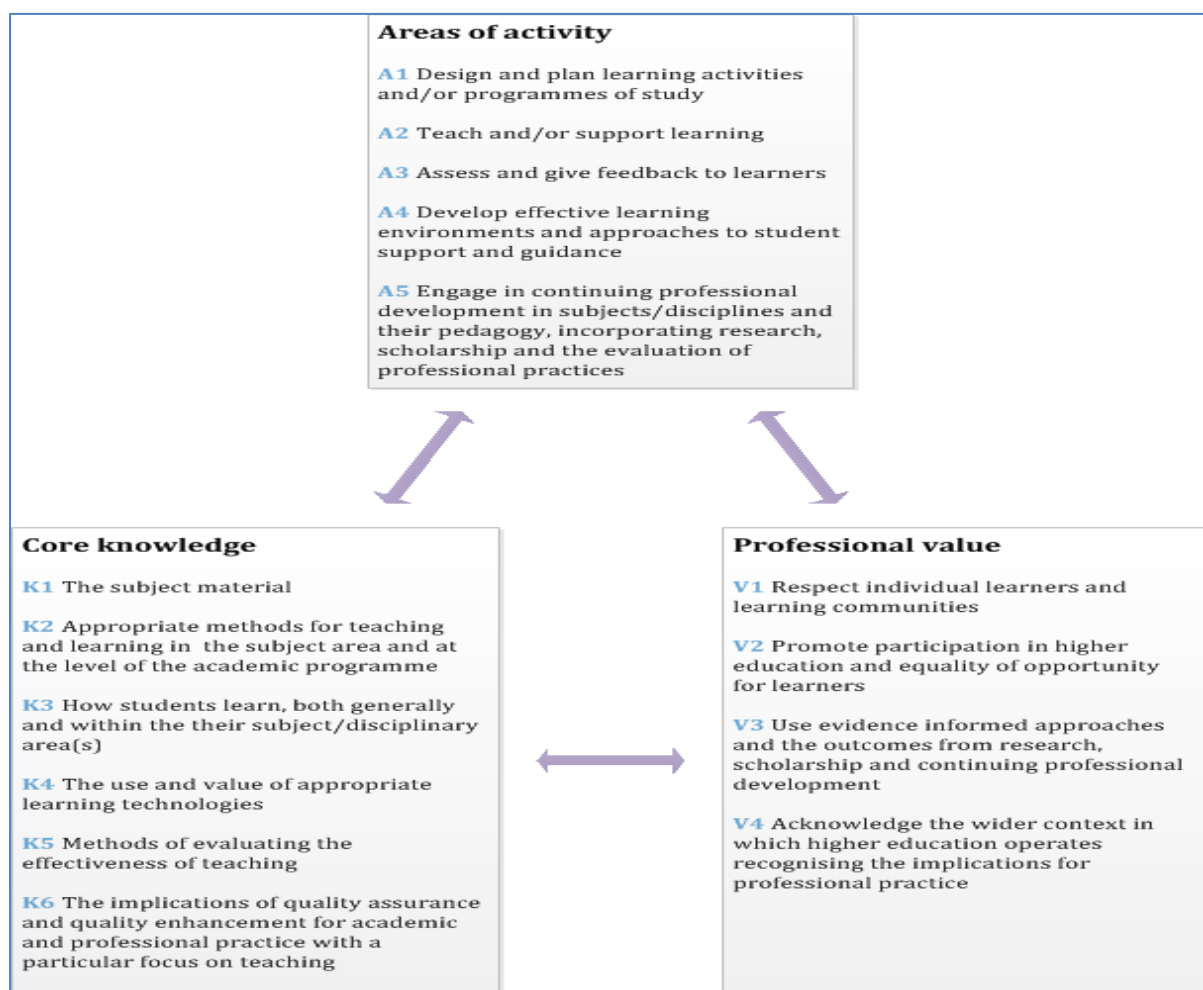 Areas of activity
A1 Design and plan learning activities
and/or programmes of study
A2 Teach and/or support learning
A3 Assess and give feedback to learners
A4 Develop effective learning
environments and approaches to student
support and guidance
A5 Engage in continuing professional
development in subjects/disciplines and
their pedagogy, incorporating research,
scholarship and the evaluation of
professional practices
Core knowledge
K1 The subject material
K2 Appropriate methods for teaching
and learning in the subject area and at
the level of the academic programme
K3 How students learn, both generally
and within the their subject/disciplinary
area(s)
K4 The use and value of appropriate
learning technologies
K5 Methods of evaluating the
effectiveness of teaching
K6 The implications of quality assurance
and quality enhancement for academic
and professional practice with a
particular focus on teaching
Professional value
V1 Respect individual learners and
learning communities
V2 Promote participation in higher
education and equality of opportunity
for learners
V3 Use evidence informed approaches
and the outcomes from research,
scholarship and continuing professional
development
V4 Acknowledge the wider context in
which higher education operates
recognising the implications for
professional practice